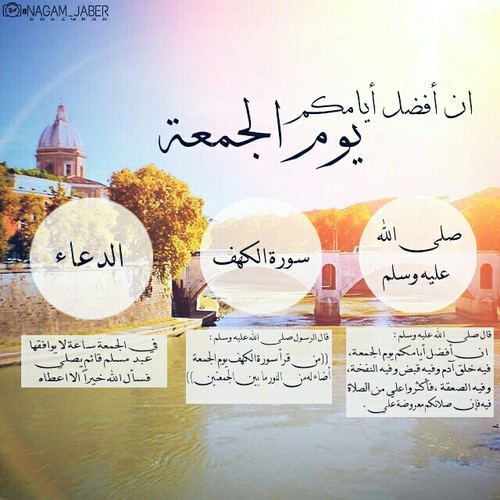 @NAGAM_JABER
ان أفضل أيامكم
يوم الجمعة
صلى الله
عليه وسلم
سورة الكهف
الدعاء
قال صلى الله عليه وسلم :
ان أفضل أيامكم يوم الجمعة،
فيه خلق آدم وفيه قبض وفيه النفخة،
وفيه الصعقة ،فأكثروا علي من الصلاة
فيه فإن صلاتكم معروضة علي .
قال الرسول صلى الله عليه وسلم :
((من قرأ سورة الكهف يوم الجمعة
أضاء له من النور ما بين الجمعتين ))
في الجمعة ساعة لا يوافقها
عبد مسلم قائم يصلي
فسأل الله خيراً الا اعطاه